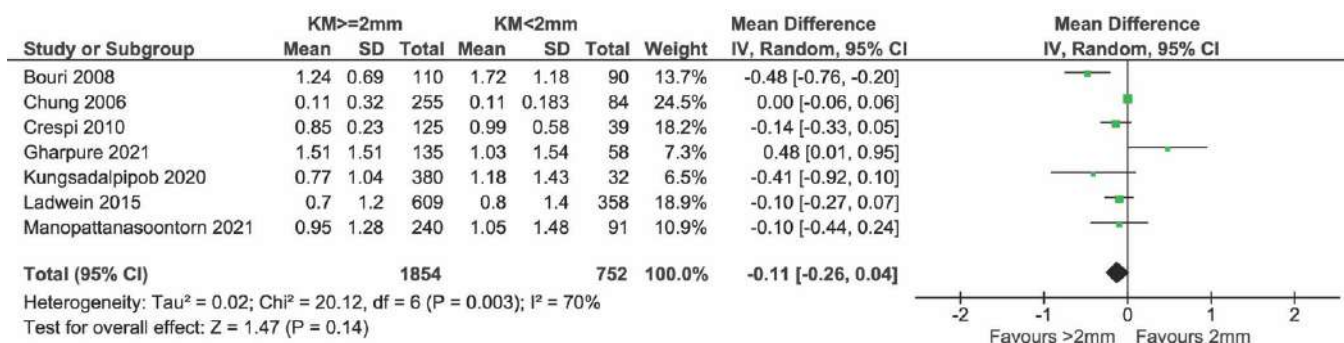 KM>=2mm KM<2mm Mean Difference Mean Difference
Study or Subgroup Mean SD Total Mean SD Total Weight IV, Random, 95% CI IV, Random, 95% CI
Bouri 2008 1.24 0.69 110 1.72 1.18 90 13.7% -0.48 [-0.76, -0.20]
Chung 2006 0.11 0.32 255 0.11 0.183 84 24.5% 0.00 [-0.06, 0.06]
Crespi 2010 0.85 0.23 125 0.99 0.58 39 18.2% -0.14 [-0.33, 0.05]
Gharpure 2021 1.51 1.51 135 1.03 1.54 58 7.3% 0.48 [0.01, 0.95]
Kungsadalpipob 2020 0.77 1.04 380 1.18 1.43 32 6.5% -0.41 [-0.92, 0.10]
Ladwein 2015 0.7 1.2 609 0.8 1.4 358 18.9% -0.10 [-0.27, 0.07]
Manopattanasoontorn 2021 0.95 1.28 240 1.05 1.48 91 10.9% -0.10 [-0.44, 0.24]
Total (95% CI) 1854 752 100.0% -0.11 [-0.26, 0.04]
Heterogeneity: Tau² = 0.02; Chi² = 20.12, df = 6 (P = 0.003); I² = 70%
Test for overall effect: Z = 1.47 (P = 0.14)
-2 -1 0 1 2
Favours >2mm Favours 2mm